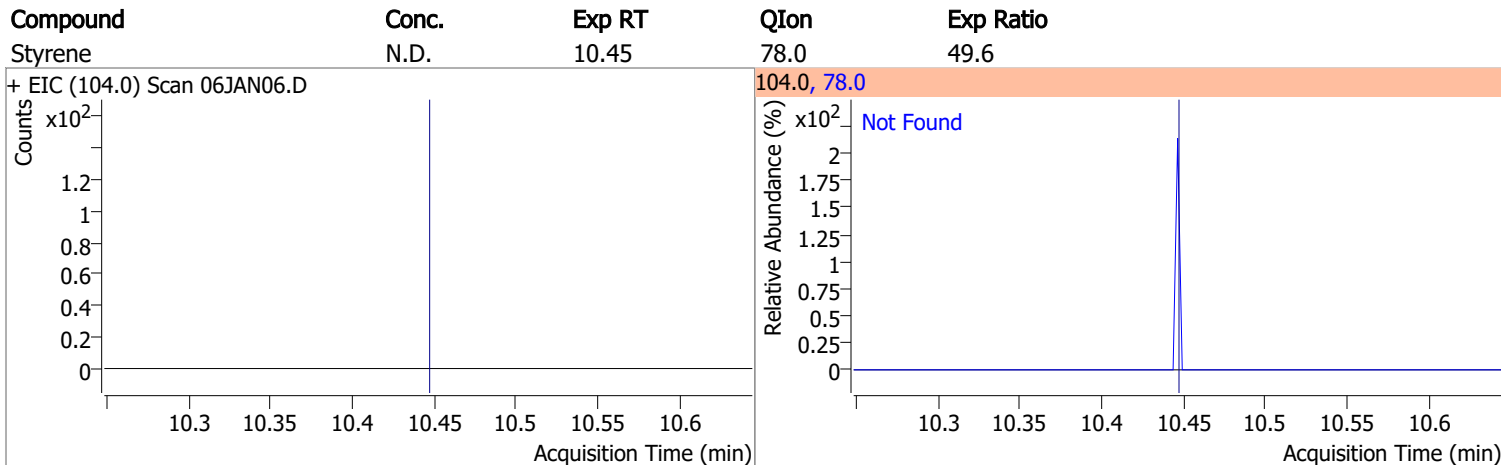 Compound Conc. Exp RT QIon Exp Ratio
Styrene N.D. 10.45 78.0 49.6
+ EIC (104.0) Scan 06JAN06.D
Counts
x10²
1.2
1
0.8
0.6
0.4
0.2
0
10.3 10.35 10.4 10.45 10.5 10.55 10.6
Acquisition Time (min)
104.0, 78.0
Relative Abundance (%)
x10²
Not Found
2
1.75
1.5
1.25
1
0.75
0.5
0.25
0
10.3 10.35 10.4 10.45 10.5 10.55 10.6
Acquisition Time (min)